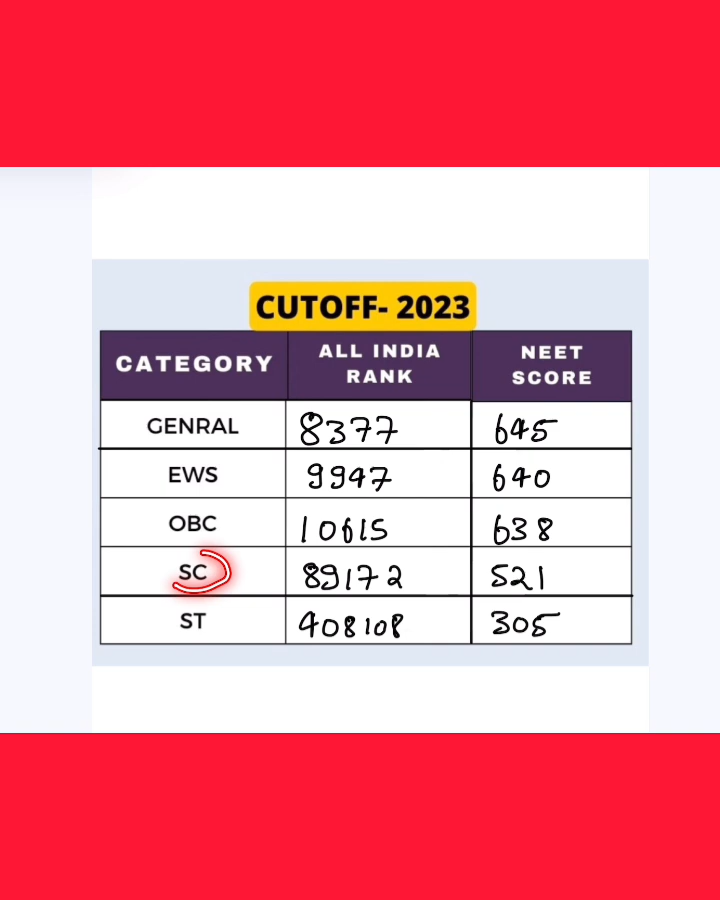 CUTOFF- 2023
CATEGORY ALL INDIA RANK NEET SCORE
GENRAL 8377 645
EWS 9947 640
OBC 10615 638
SC 89172 521
ST 408108 305